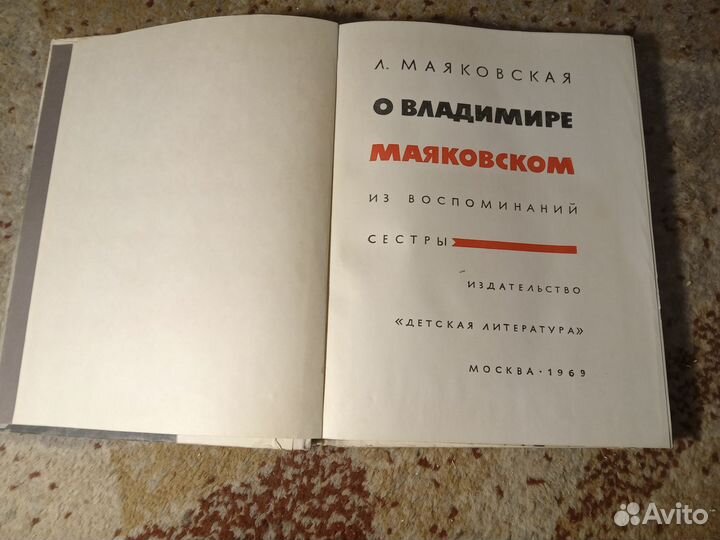 Л. МАЯКОВСКАЯ
О ВЛАДИМИРЕ
МАЯКОВСКОМ
ИЗ ВОСПОМИНАНИЙ
СЕСТРЫ
ИЗДАТЕЛЬСТВО
«ДЕТСКАЯ ЛИТЕРАТУРА»
МОСКВА · 1969
Avito